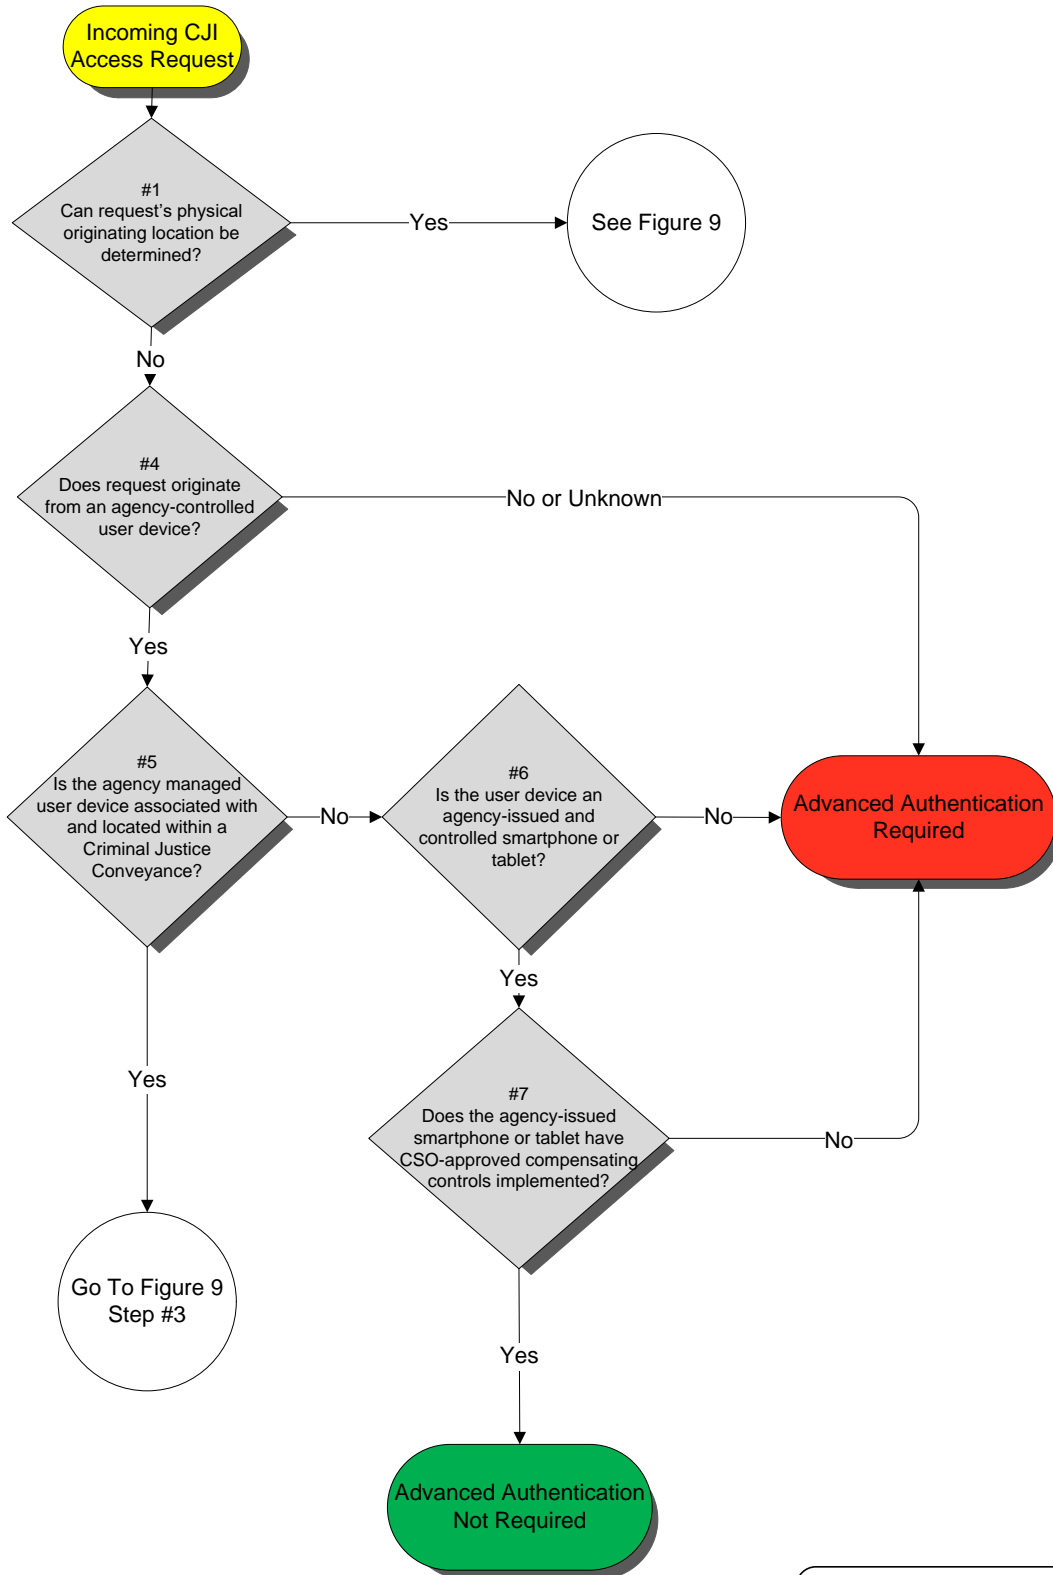 Incoming CJI
Access Request
#1
Can request's physical
originating location be
determined?
Yes
See Figure 9
No
#4
Does request originate
from an agency-controlled
user device?
No or Unknown
Yes
#5
Is the agency managed
user device associated with
and located within a
Criminal Justice
Conveyance?
No
#6
Is the user device an
agency-issued and
controlled smartphone or
tablet?
No
Advanced Authentication
Required
Yes
Yes
#7
Does the agency-issued
smartphone or tablet have
CSO-approved compensating
controls implemented?
No
Go To Figure 9
Step #3
Yes
Advanced Authentication
Not Required